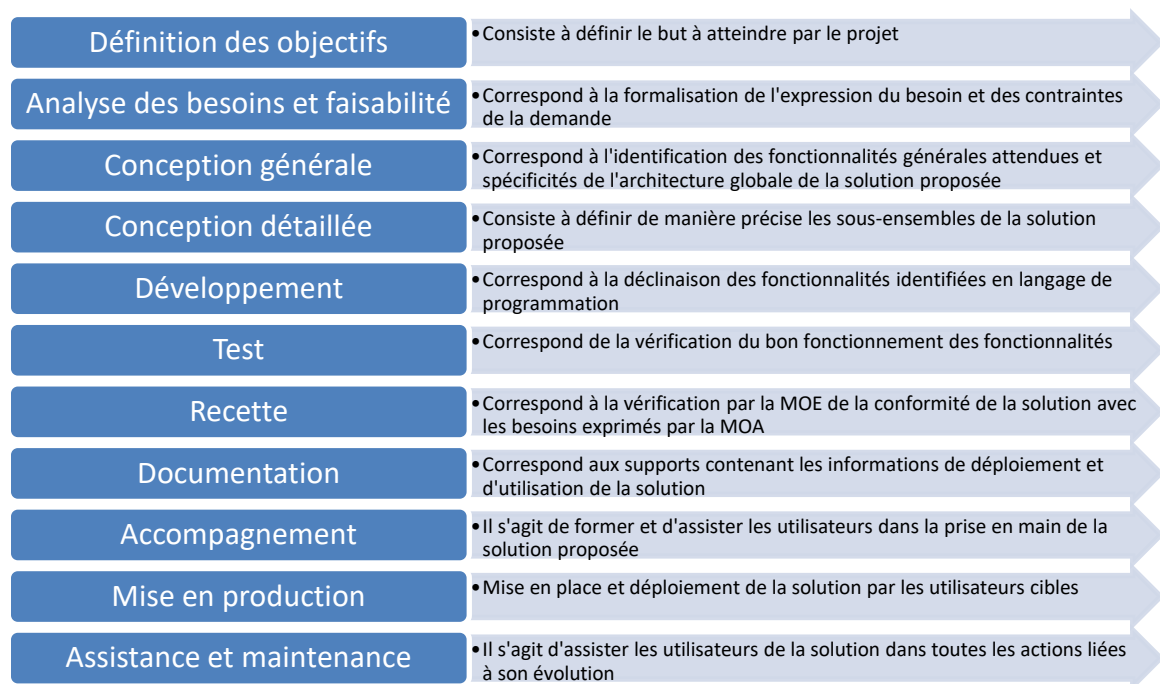 Définition des objectifs
•Consiste à définir le but à atteindre par le projet
Analyse des besoins et faisabilité
•Correspond à la formalisation de l'expression du besoin et des contraintes
de la demande
Conception générale
•Correspond à l'identification des fonctionnalités générales attendues et
spécificités de l'architecture globale de la solution proposée
Conception détaillée
•Consiste à définir de manière précise les sous-ensembles de la solution
proposée
Développement
•Correspond à la déclinaison des fonctionnalités identifiées en langage de
programmation
Test
•Correspond de la vérification du bon fonctionnement des fonctionnalités
Recette
•Correspond à la vérification par la MOE de la conformité de la solution avec
les besoins exprimés par la MOA
Documentation
•Correspond aux supports contenant les informations de déploiement et
d'utilisation de la solution
Accompagnement
•Il s'agit de former et d'assister les utilisateurs dans la prise en main de la
solution proposée
Mise en production
•Mise en place et déploiement de la solution par les utilisateurs cibles
Assistance et maintenance
•Il s'agit d'assister les utilisateurs de la solution dans toutes les actions liées
à son évolution